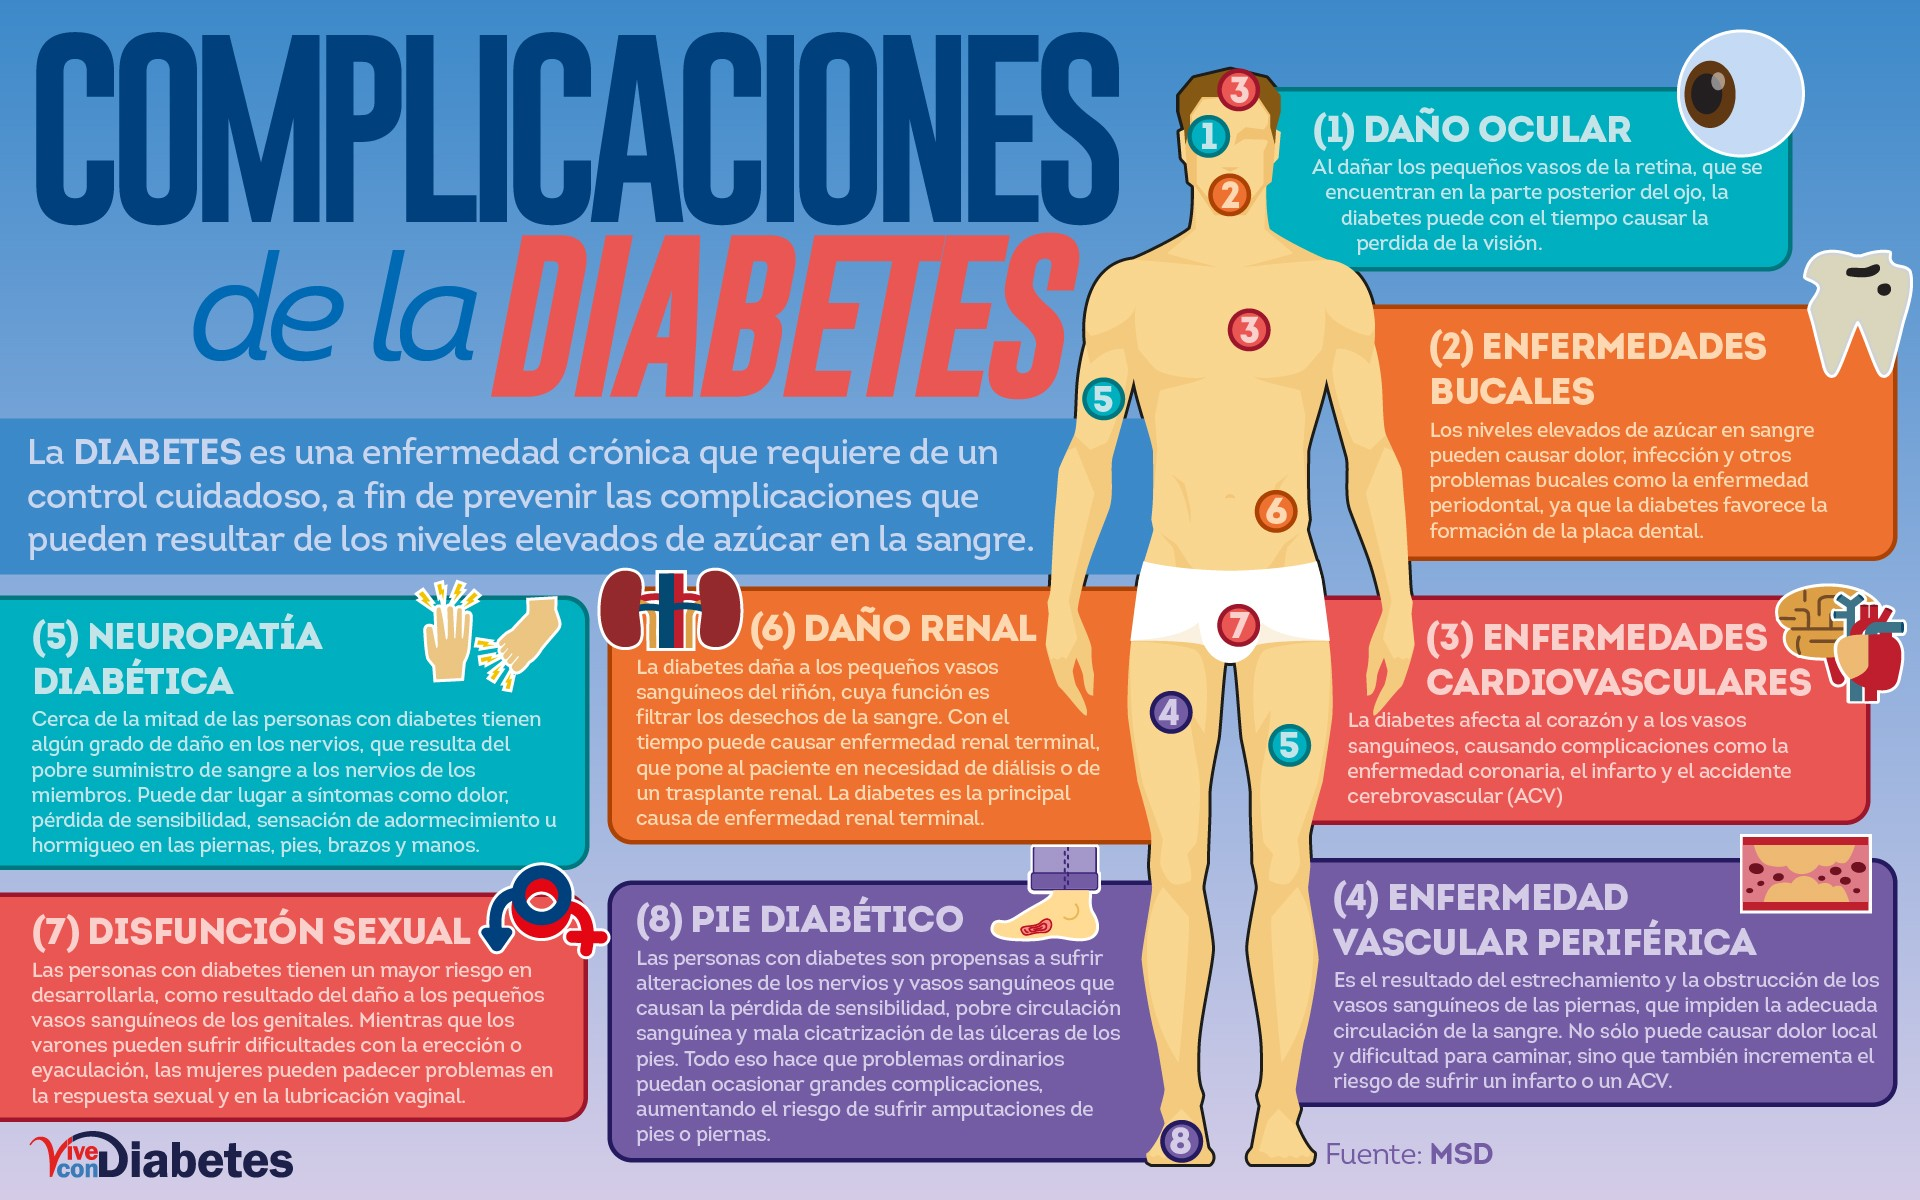 COMPLICACIONES
de la DIABETES
La DIABETES es una enfermedad crónica que requiere de un
control cuidadoso, a fin de prevenir las complicaciones que
pueden resultar de los niveles elevados de azúcar en la sangre.
3
1
2
3
5
6
7
4
5
8
(1) DAÑO OCULAR
Al dañar los pequeños vasos de la retina, que se
encuentran en la parte posterior del ojo, la
diabetes puede con el tiempo causar la
perdida de la visión.
(2) ENFERMEDADES
BUCALES
Los niveles elevados de azúcar en sangre
pueden causar dolor, infección y otros
problemas bucales como la enfermedad
periodontal, ya que la diabetes favorece la
formación de la placa dental.
(3) ENFERMEDADES
CARDIOVASCULARES
La diabetes afecta al corazón y a los vasos
sanguíneos, causando complicaciones como la
enfermedad coronaria, el infarto y el accidente
cerebrovascular (ACV)
(4) ENFERMEDAD
VASCULAR PERIFÉRICA
Es el resultado del estrechamiento y la obstrucción de los
vasos sanguíneos de las piernas, que impiden la adecuada
circulación de la sangre. No sólo puede causar dolor local
y dificultad para caminar, sino que también incrementa el
riesgo de sufrir un infarto o un ACV.
(5) NEUROPATÍA
DIABÉTICA
Cerca de la mitad de las personas con diabetes tienen
algún grado de daño en los nervios, que resulta del
pobre suministro de sangre a los nervios de los
miembros. Puede dar lugar a síntomas como dolor,
pérdida de sensibilidad, sensación de adormecimiento u
hormigueo en las piernas, pies, brazos y manos.
(6) DAÑO RENAL
La diabetes daña a los pequeños vasos
sanguíneos del riñón, cuya función es
filtrar los desechos de la sangre. Con el
tiempo puede causar enfermedad renal terminal,
que pone al paciente en necesidad de diálisis o de
un trasplante renal. La diabetes es la principal
causa de enfermedad renal terminal.
(7) DISFUNCIÓN SEXUAL
Las personas con diabetes tienen un mayor riesgo en
desarrollarla, como resultado del daño a los pequeños
vasos sanguíneos de los genitales. Mientras que los
varones pueden sufrir dificultades con la erección o
eyaculación, las mujeres pueden padecer problemas en
la respuesta sexual y en la lubricación vaginal.
(8) PIE DIABÉTICO
Las personas con diabetes son propensas a sufrir
alteraciones de los nervios y vasos sanguíneos que
causan la pérdida de sensibilidad, pobre circulación
sanguínea y mala cicatrización de las úlceras de los
pies. Todo eso hace que problemas ordinarios
puedan ocasionar grandes complicaciones,
aumentando el riesgo de sufrir amputaciones de
pies o piernas.
Vive
con Diabetes
Fuente: MSD